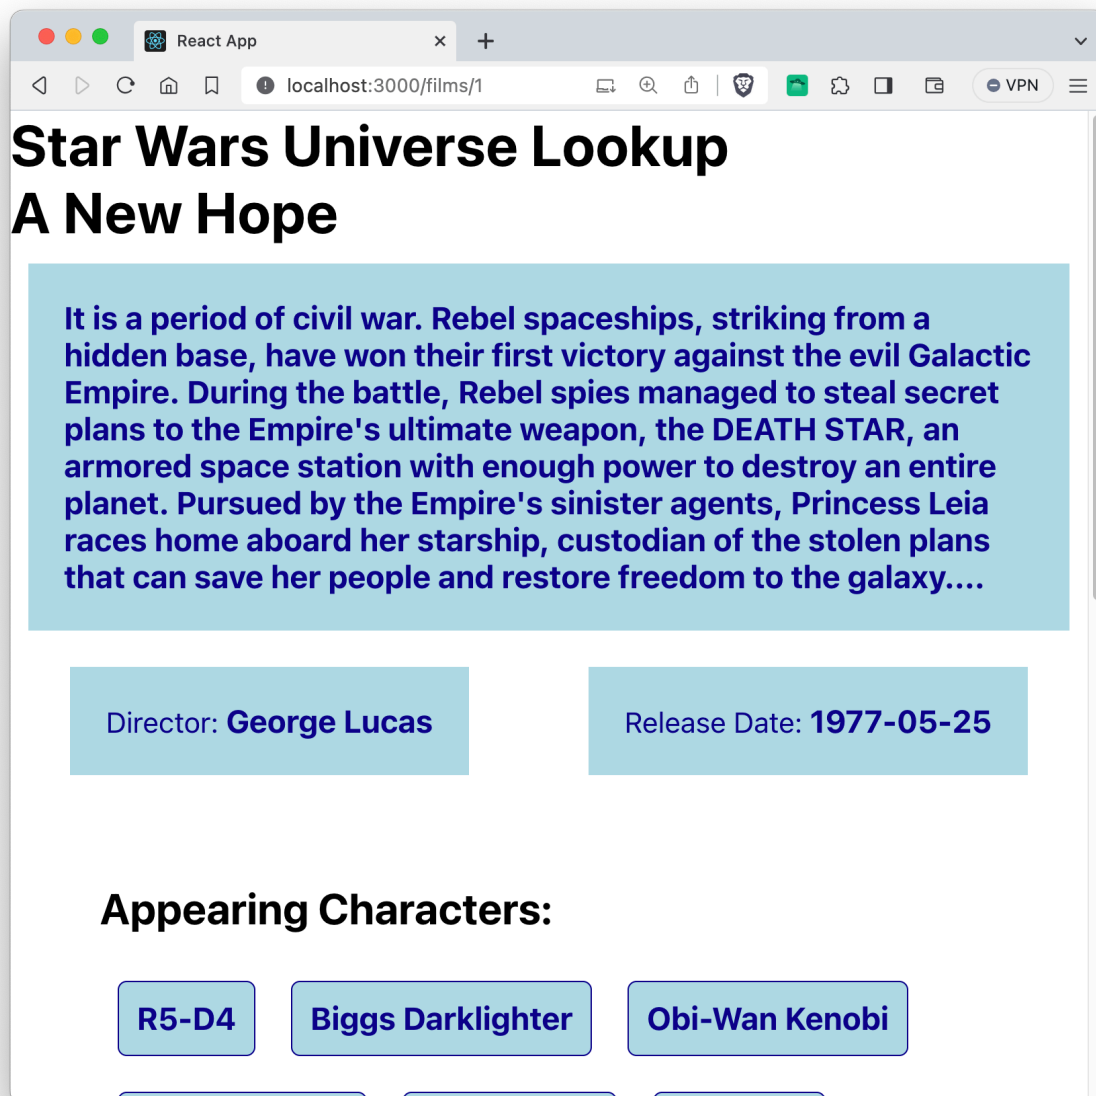 React App
localhost:3000/films/1
VPN
Star Wars Universe Lookup
A New Hope
It is a period of civil war. Rebel spaceships, striking from a
hidden base, have won their first victory against the evil Galactic
Empire. During the battle, Rebel spies managed to steal secret
plans to the Empire's ultimate weapon, the DEATH STAR, an
armored space station with enough power to destroy an entire
planet. Pursued by the Empire's sinister agents, Princess Leia
races home aboard her starship, custodian of the stolen plans
that can save her people and restore freedom to the galaxy....
Director: George Lucas
Release Date: 1977-05-25
Appearing Characters:
R5-D4
Biggs Darklighter
Obi-Wan Kenobi